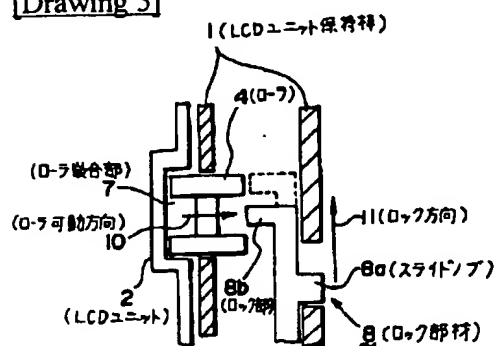 [Drawing 3]
1 (LCDユニット保持枠)
4 (ローラ)
(ローラ嵌合部)
7
(ローラ可動方向)
10
2
(LCDユニット)
8b
(ロック部)
11 (ロック方向)
8a (スライドノブ)
8 (ロック部材)